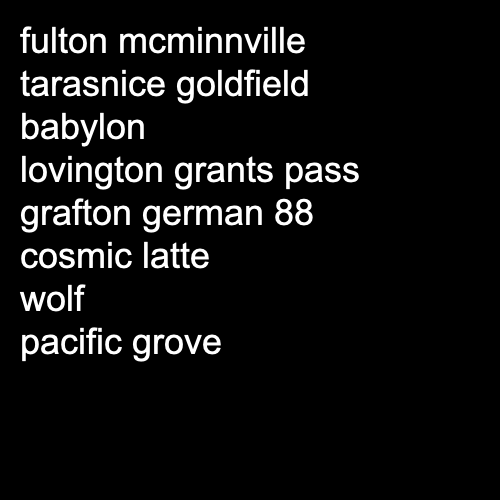 fulton mcminnville
tarasnice goldfield
babylon
lovington grants pass
grafton german 88
cosmic latte
wolf
pacific grove